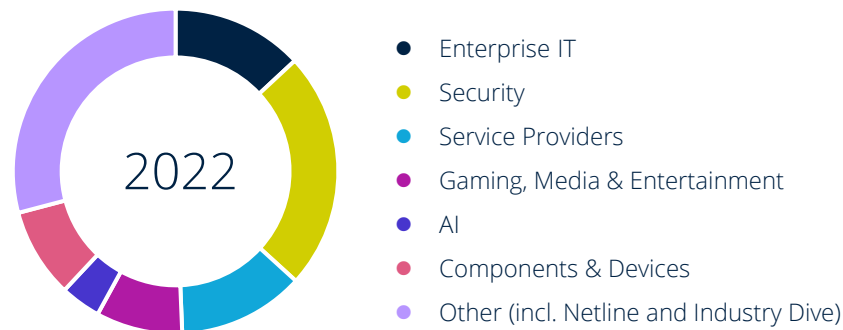 2022
Enterprise IT
Security
Service Providers
Gaming, Media & Entertainment
AI
Components & Devices
Other (incl. Netline and Industry Dive)